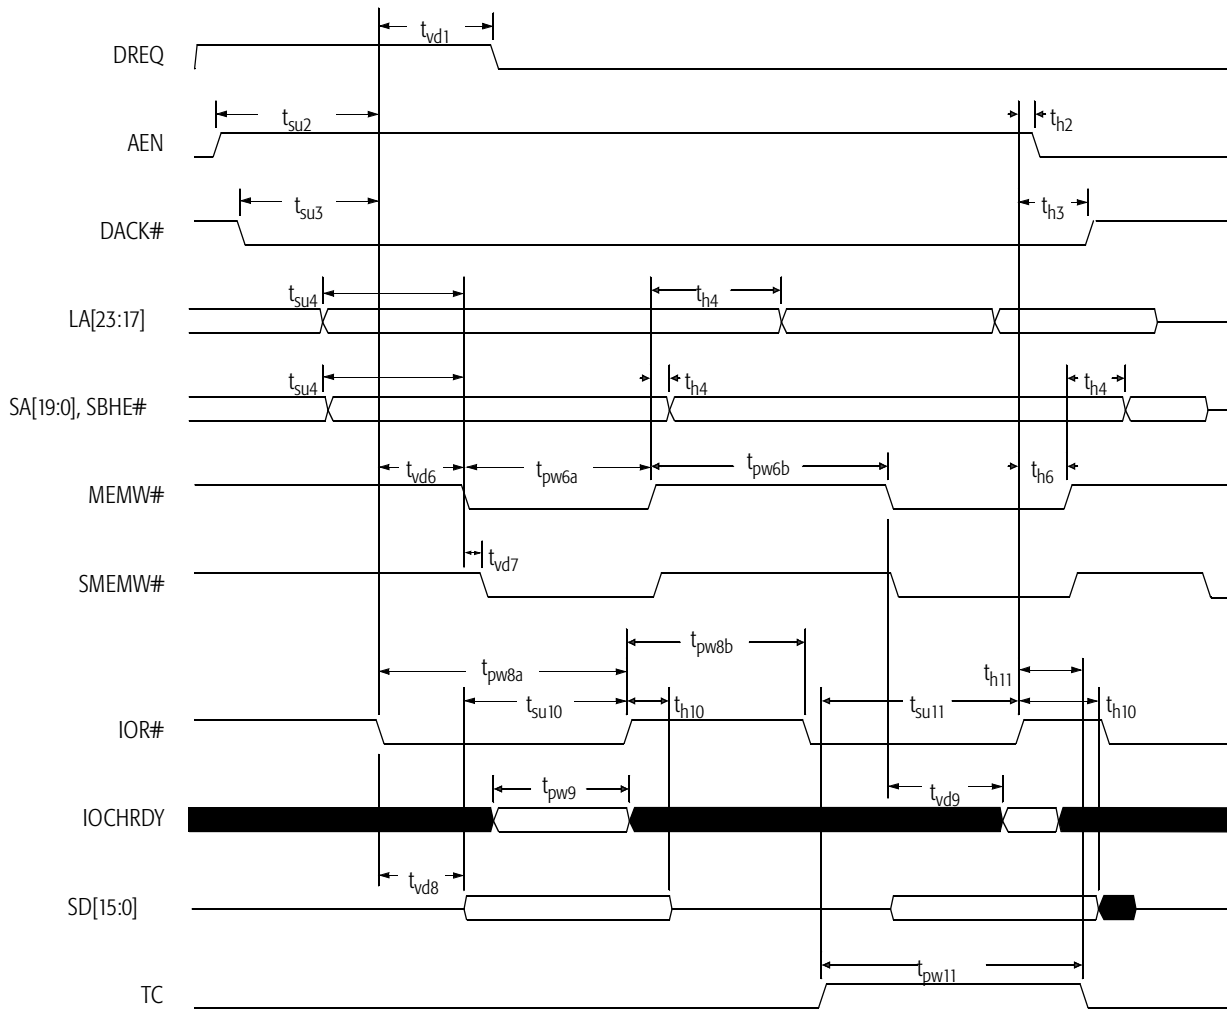 t_vd1
DREQ
t_su2
t_h2
AEN
t_su3
t_h3
DACK#
t_su4
t_h4
LA[23:17]
t_su4
t_h4
t_h4
SA[19:0], SBHE#
t_vd6
t_pw6a
t_pw6b
t_h6
MEMW#
t_vd7
SMEMW#
t_pw8a
t_pw8b
t_h11
t_su10
t_h10
t_su11
t_h10
IOR#
t_pw9
t_vd9
IOCHRDY
t_vd8
SD[15:0]
t_pw11
TC